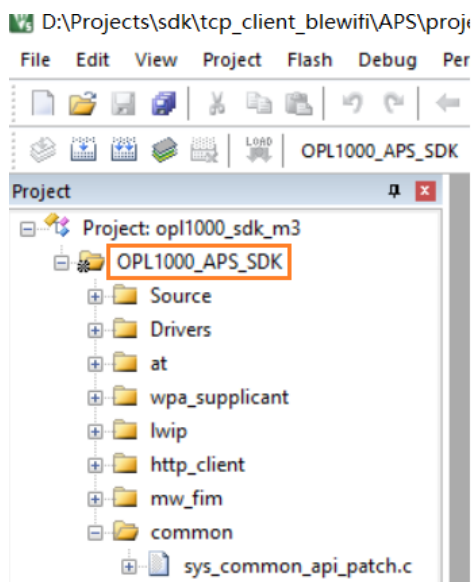 D:\Projects\sdk\tcp_client_blewifi\APS\proje
File Edit View Project Flash Debug Per
LOAD OPL1000_APS_SDK
Project
Project: opl1000_sdk_m3
OPL1000_APS_SDK
Source
Drivers
at
wpa_supplicant
lwip
http_client
mw_fim
common
sys_common_api_patch.c